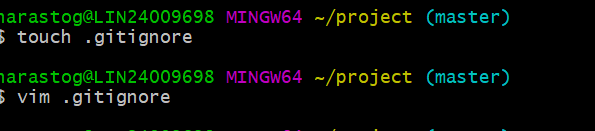 harastog@LIN24009698 MINGW64 ~/project (master)
$ touch .gitignore
harastog@LIN24009698 MINGW64 ~/project (master)
$ vim .gitignore